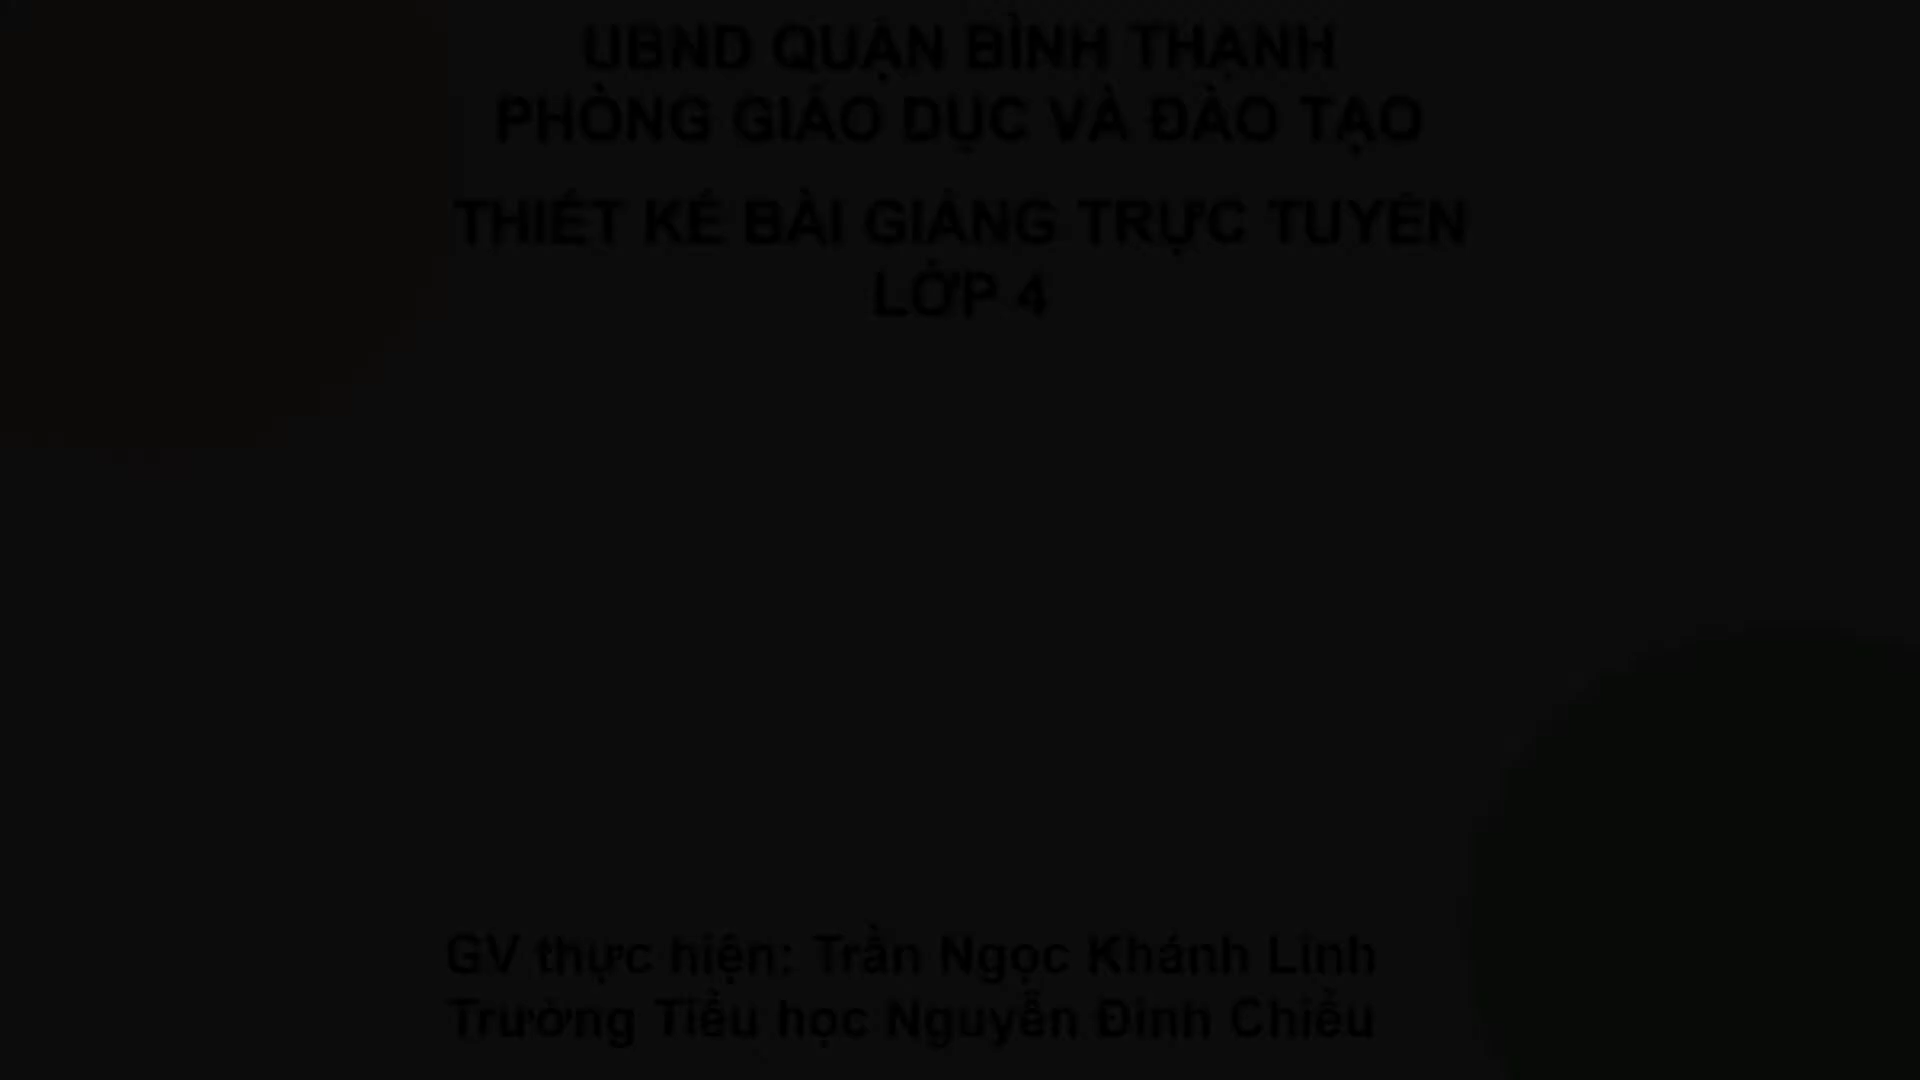 UBND QUẬN BÌNH THẠNH
PHÒNG GIÁO DỤC VÀ ĐÀO TẠO
THIẾT KẾ BÀI GIẢNG TRỰC TUYẾN
LỚP 4
GV thực hiện: Trần Ngọc Khánh Linh
Trường Tiểu học Nguyễn Đình Chiểu